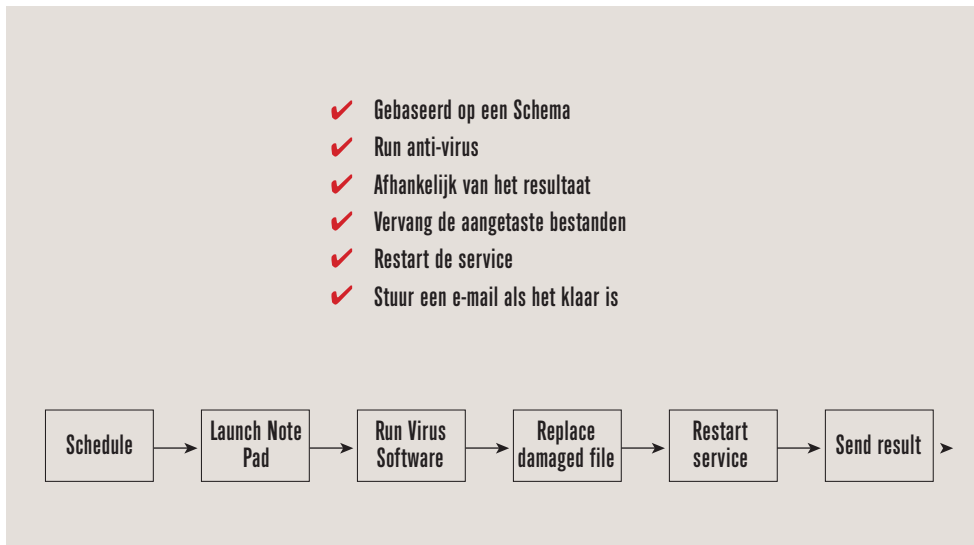 Gebaseerd op een Schema
Run anti-virus
Afhankelijk van het resultaat
Vervang de aangetaste bestanden
Restart de service
Stuur een e-mail als het klaar is
Schedule
Launch Note
Pad
Run Virus
Software
Replace
damaged file
Restart
service
Send result